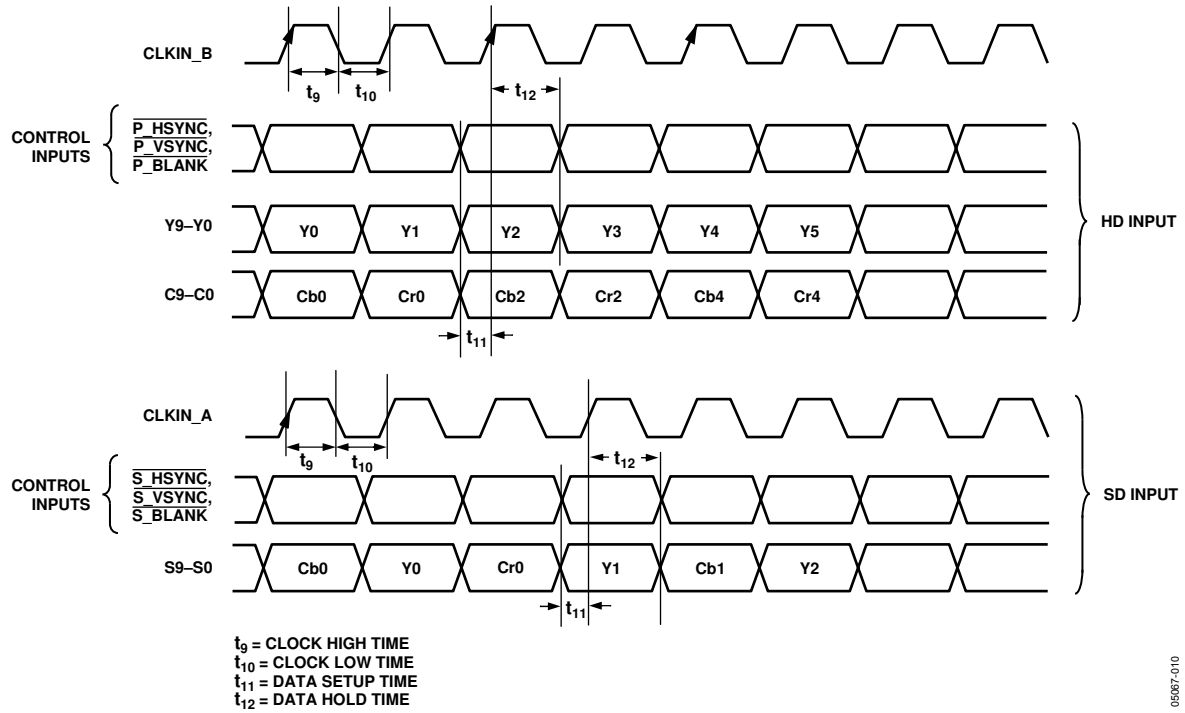 CLKIN_B
t9
t10
t12
CONTROL
INPUTS
P_HSYNC,
P_VSYNC,
P_BLANK
Y9–Y0
Y0
Y1
Y2
Y3
Y4
Y5
HD INPUT
C9–C0
Cb0
Cr0
Cb2
Cr2
Cb4
Cr4
t11
CLKIN_A
t9
t10
t12
CONTROL
INPUTS
S_HSYNC,
S_VSYNC,
S_BLANK
SD INPUT
S9–S0
Cb0
Y0
Cr0
Y1
Cb1
Y2
t11
t9 = CLOCK HIGH TIME
t10 = CLOCK LOW TIME
t11 = DATA SETUP TIME
t12 = DATA HOLD TIME
05067-010